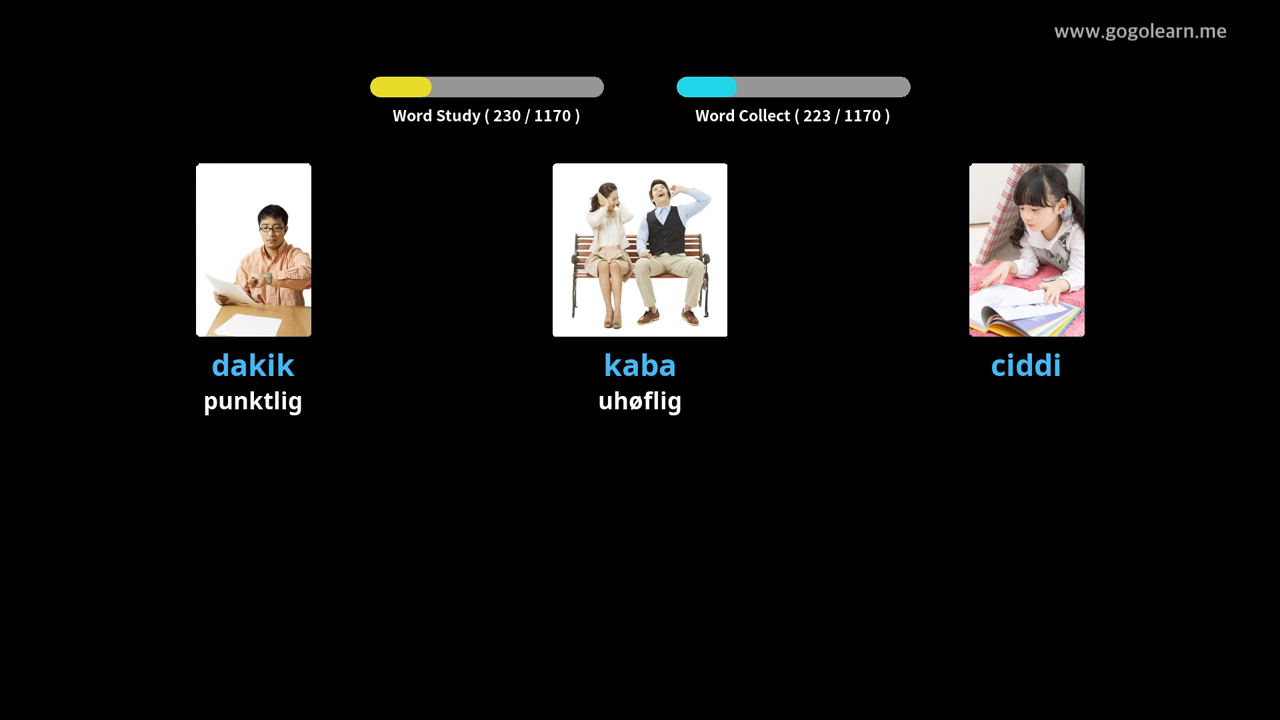 www.gogolearn.me
Word Study ( 230 / 1170 )
Word Collect ( 223 / 1170 )
dakik
punktlig
kaba
uhøflig
ciddi